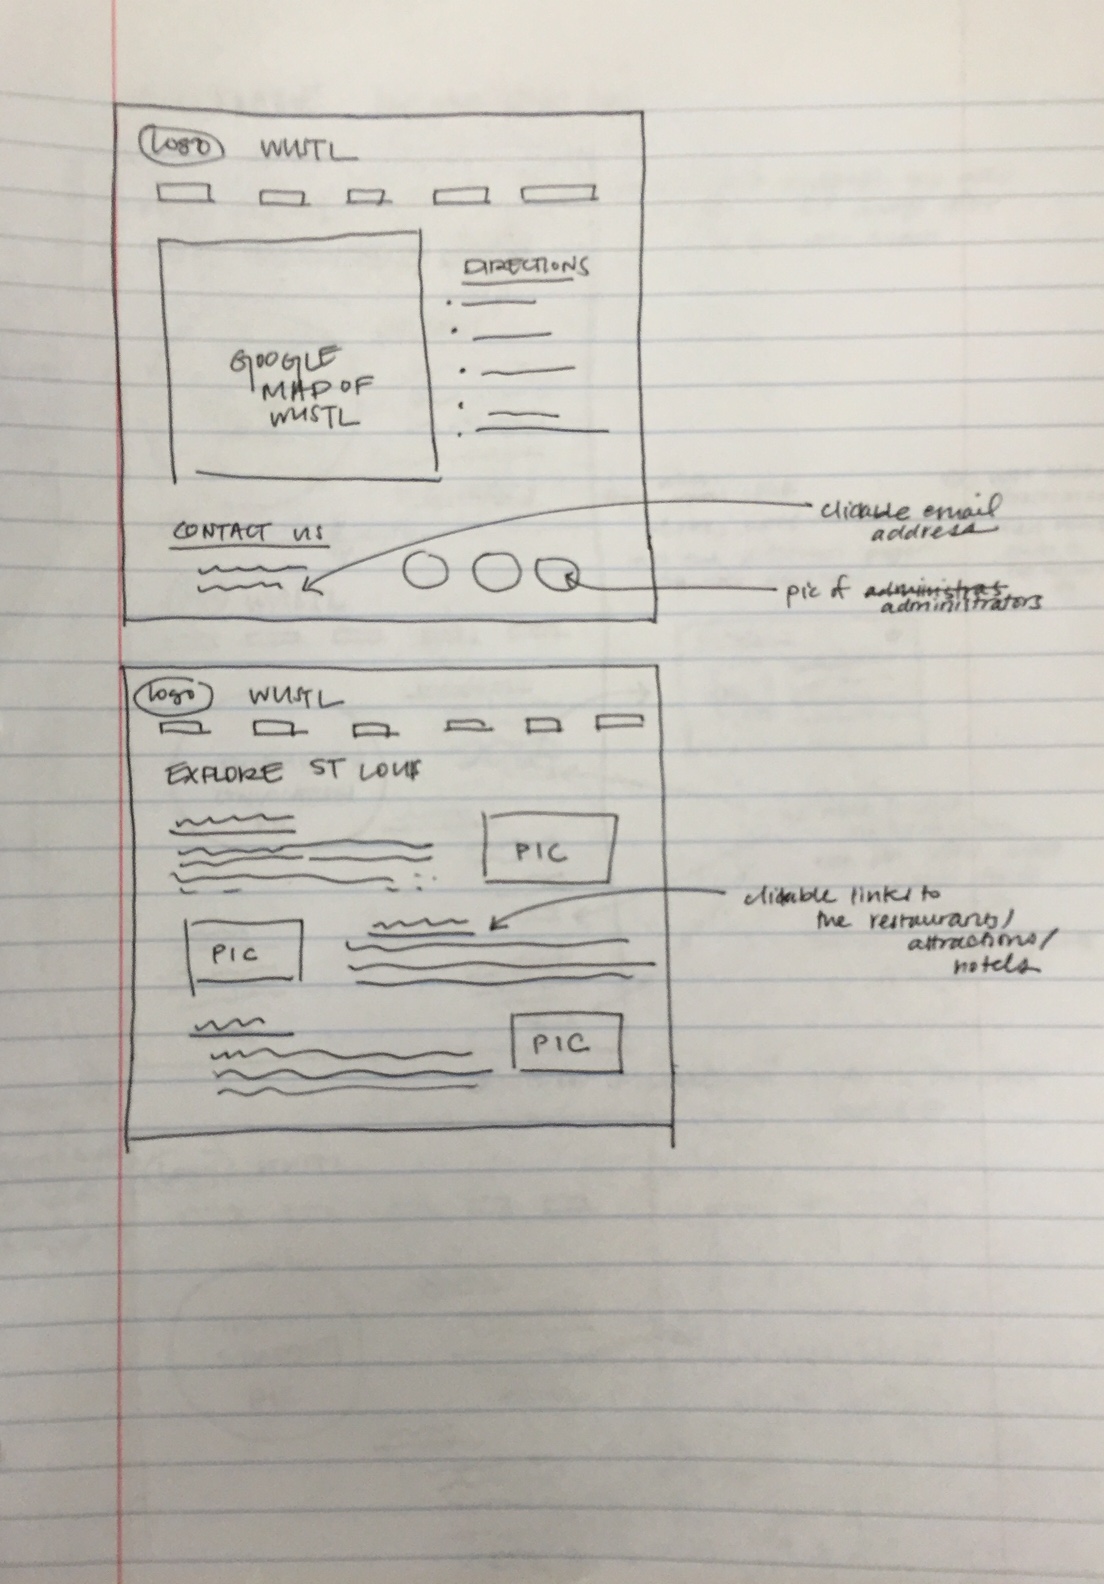 logo WUSTL
DIRECTIONS
GOOGLE
MAP OF
WUSTL
CONTACT US
clickable email
address
pic of administras
administrators
logo WUSTL
EXPLORE ST LOUIS
PIC
clickable links to
the restaurants/
attractions/
hotels
PIC
PIC